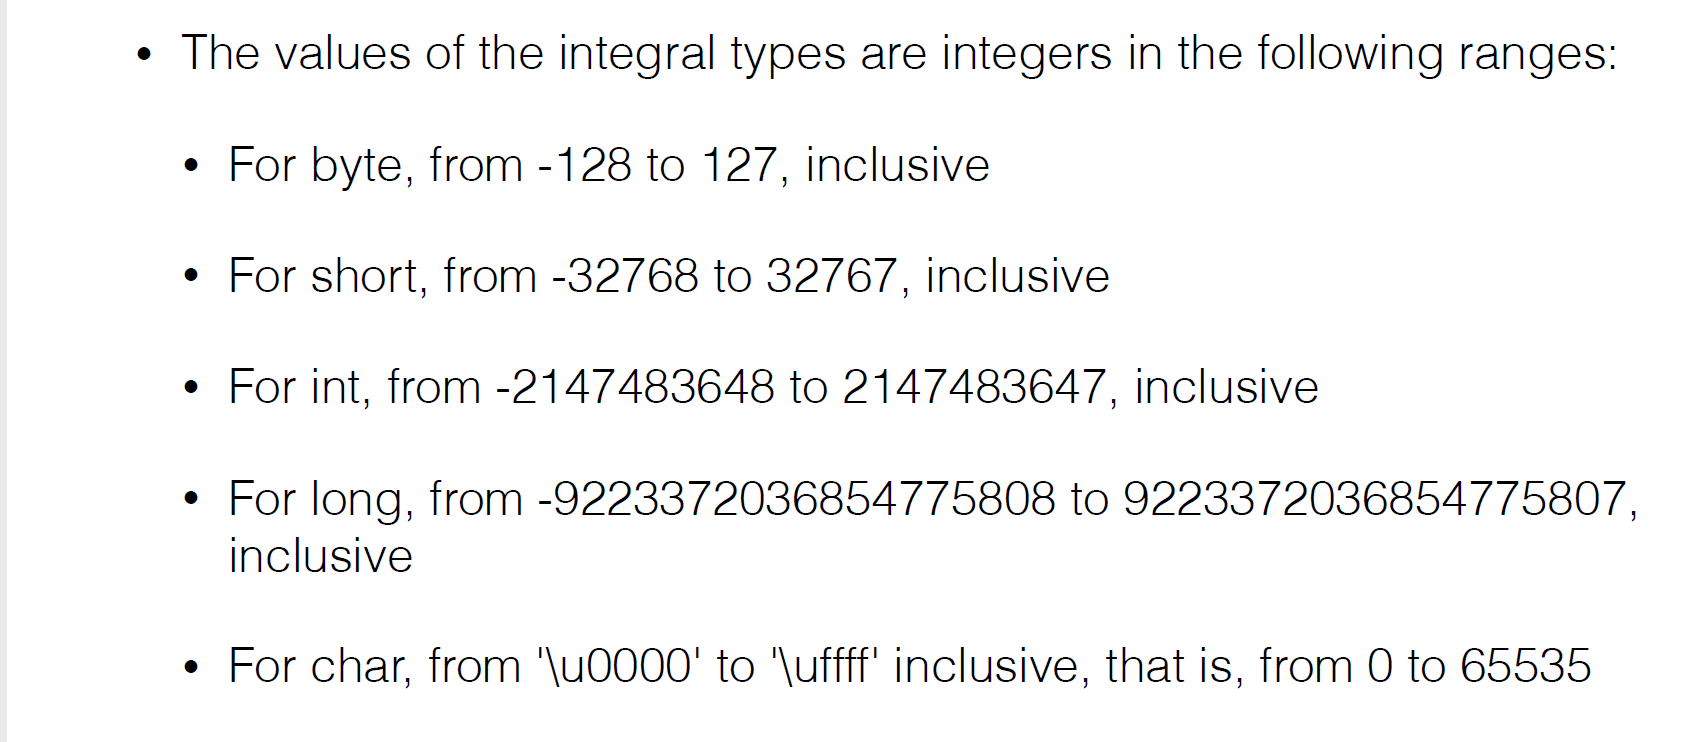 • The values of the integral types are integers in the following ranges:
• For byte, from -128 to 127, inclusive
• For short, from -32768 to 32767, inclusive
• For int, from -2147483648 to 2147483647, inclusive
• For long, from -9223372036854775808 to 9223372036854775807,
inclusive
• For char, from '\u0000' to '\uffff' inclusive, that is, from 0 to 65535